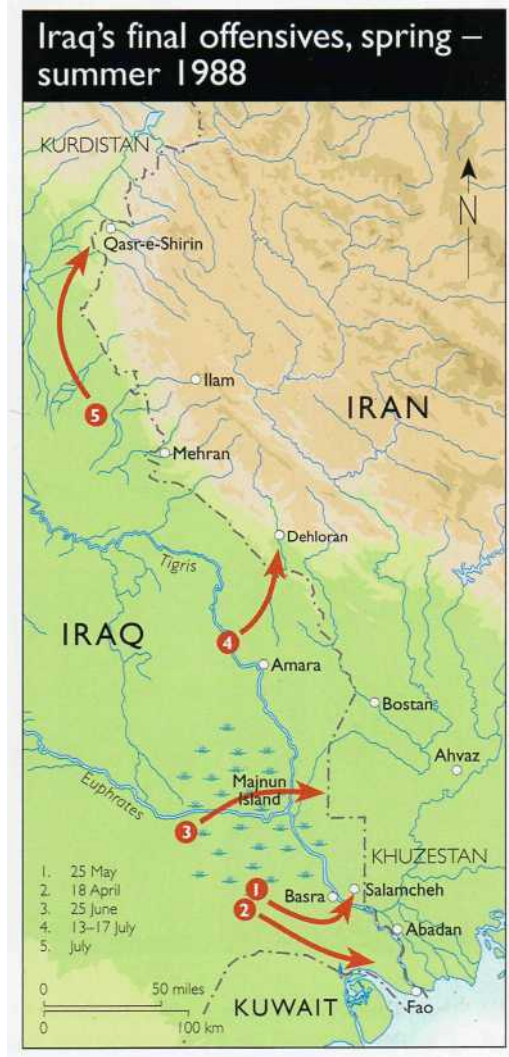 Iraq's final offensives, spring –
summer 1988
KURDISTAN
N
Qasr-e-Shirin
Ilam
IRAN
5
Mehran
Dehloran
Tigris
IRAQ
4
Amara
Bostan
Ahvaz
Majnun
Island
Euphrates
3
KHUZESTAN
1. 25 May
2. 18 April
3. 25 June
4. 13–17 July
5. July
1
Salamcheh
Basra
2
Abadan
0 50 miles
0 100 km
KUWAIT
Fao